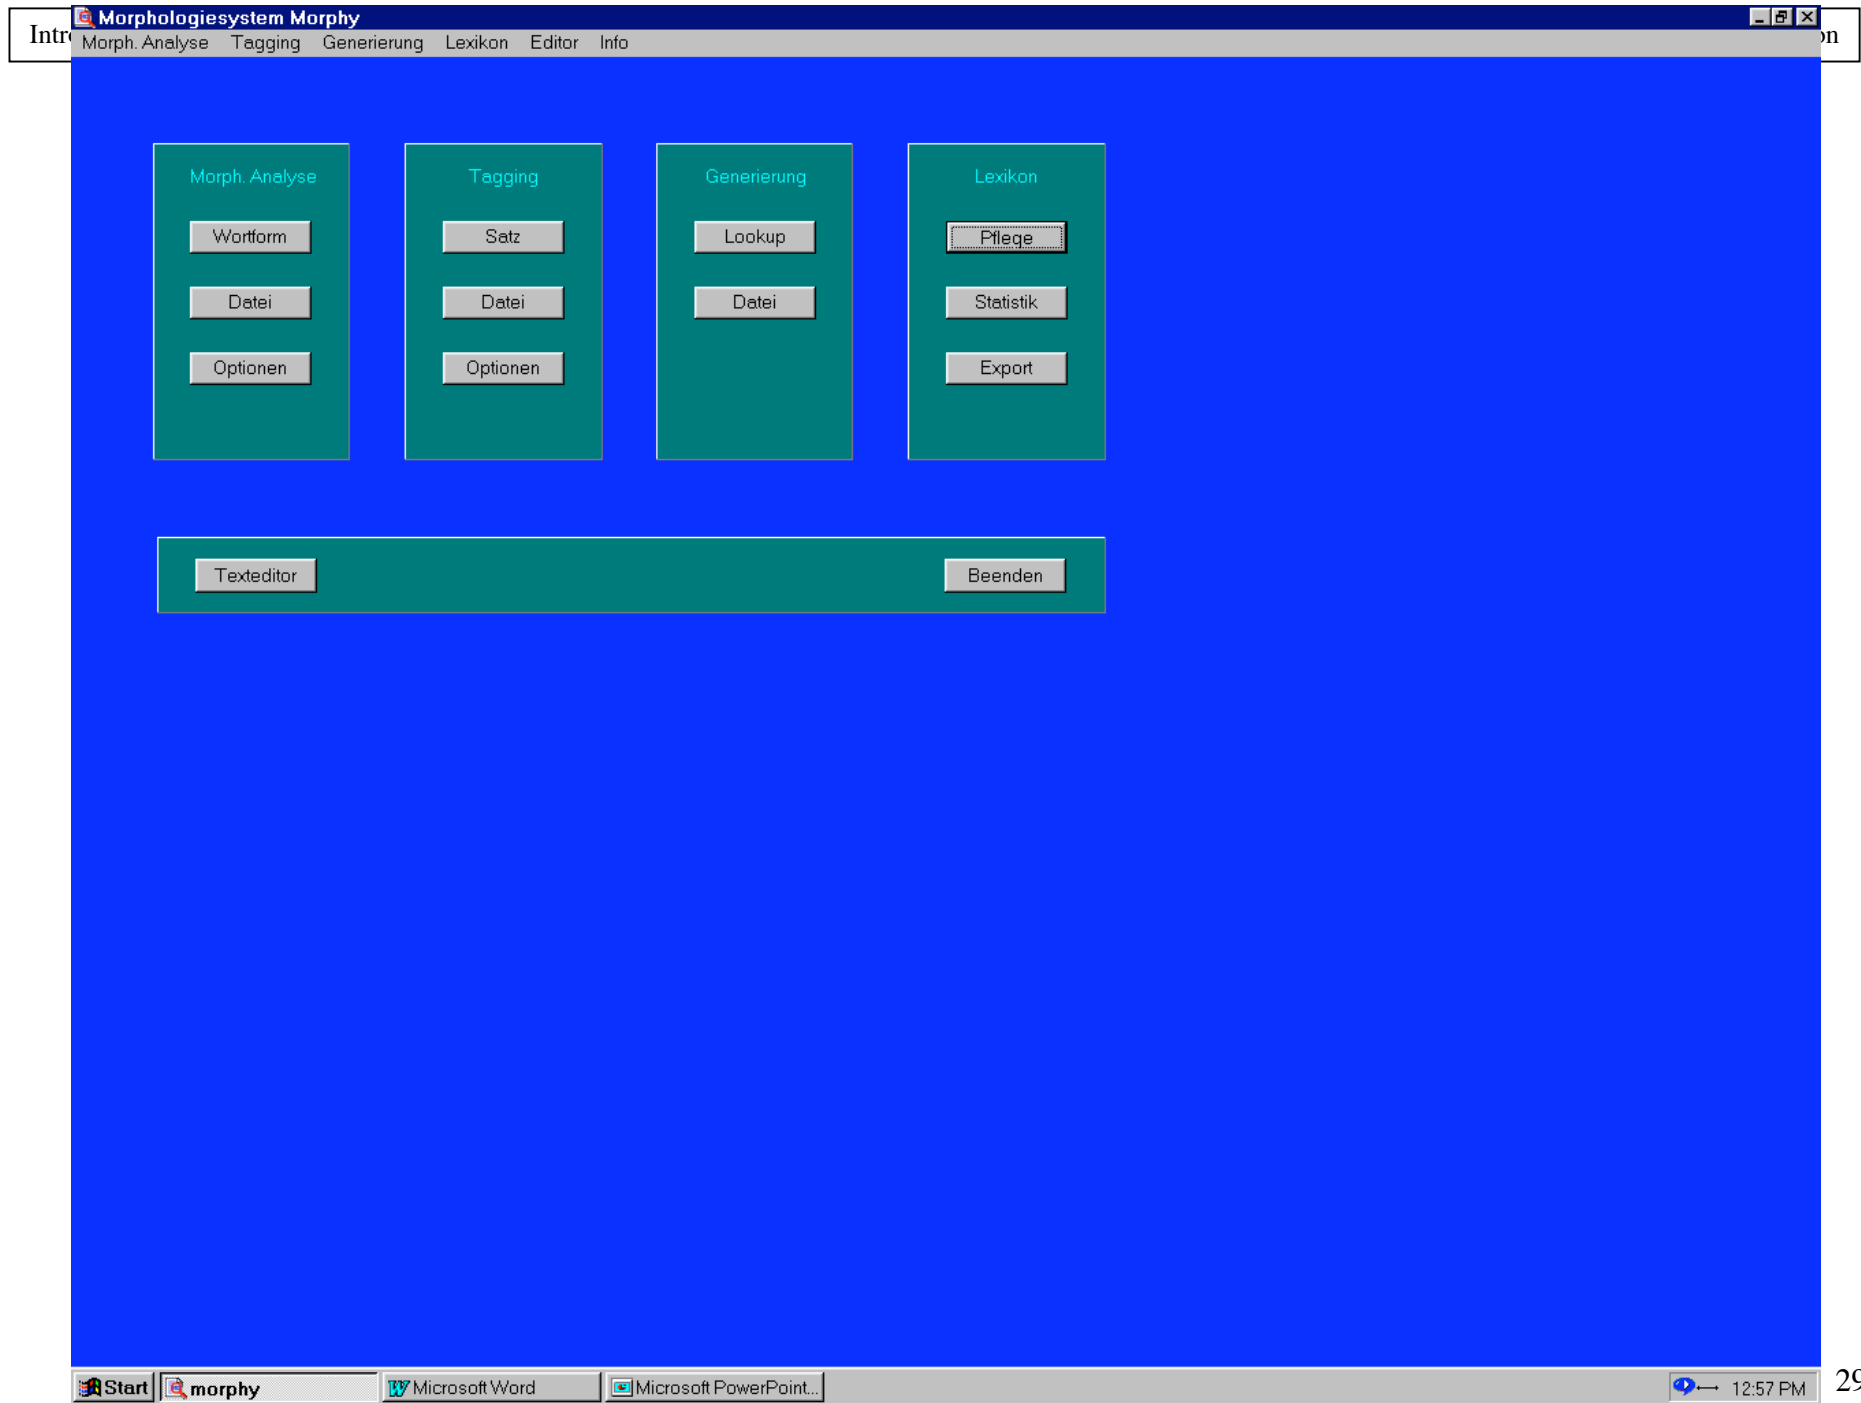 Morphologiesystem Morphy
Morph. Analyse Tagging Generierung Lexikon Editor Info
Morph. Analyse Tagging Generierung Lexikon
Wortform Satz Lookup Pflege
Datei Datei Datei Statistik
Optionen Optionen Export
Texteditor Beenden
Start morphy Microsoft Word Microsoft PowerPoint... 12:57 PM
29